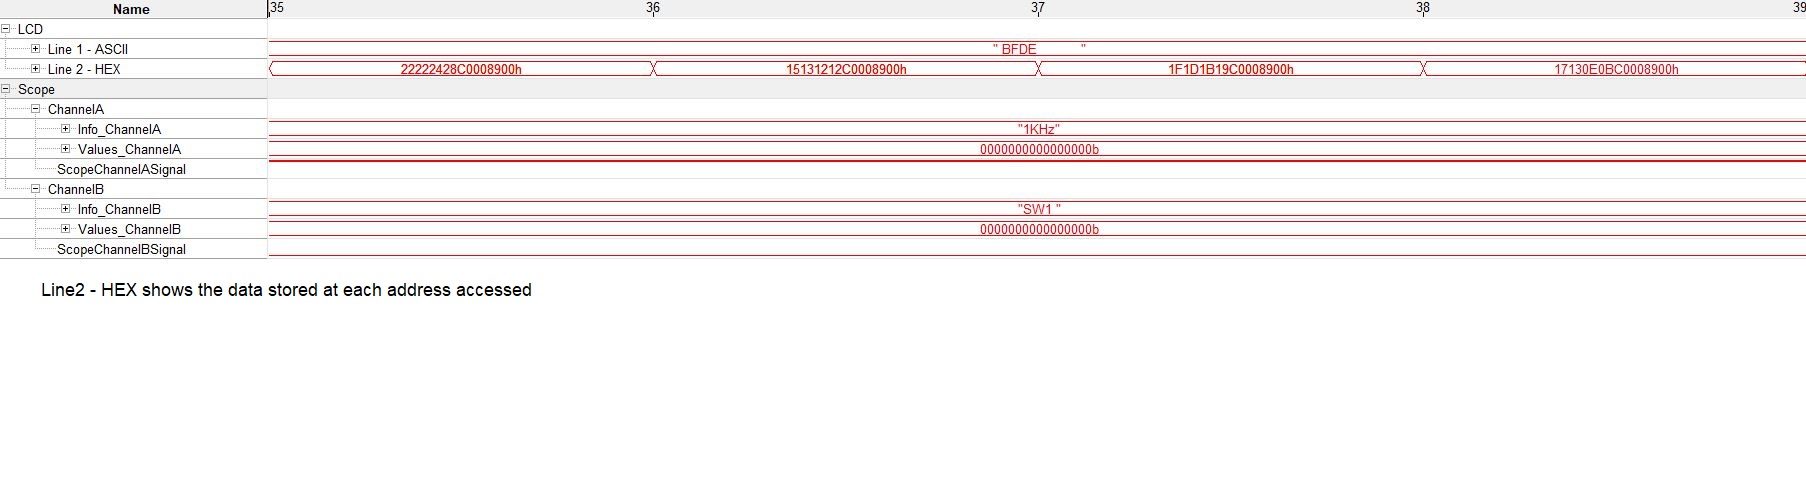 Name 35 36 37 38 39
LCD
Line 1 - ASCII " BFDE "
Line 2 - HEX 22222428C0008900h 15131212C0008900h 1F1D1B19C0008900h 17130E0BC0008900h
Scope
ChannelA
Info_ChannelA "1KHz"
Values_ChannelA 0000000000000000b
ScopeChannelASignal
ChannelB
Info_ChannelB "SW1 "
Values_ChannelB 0000000000000000b
ScopeChannelBSignal
Line2 - HEX shows the data stored at each address accessed